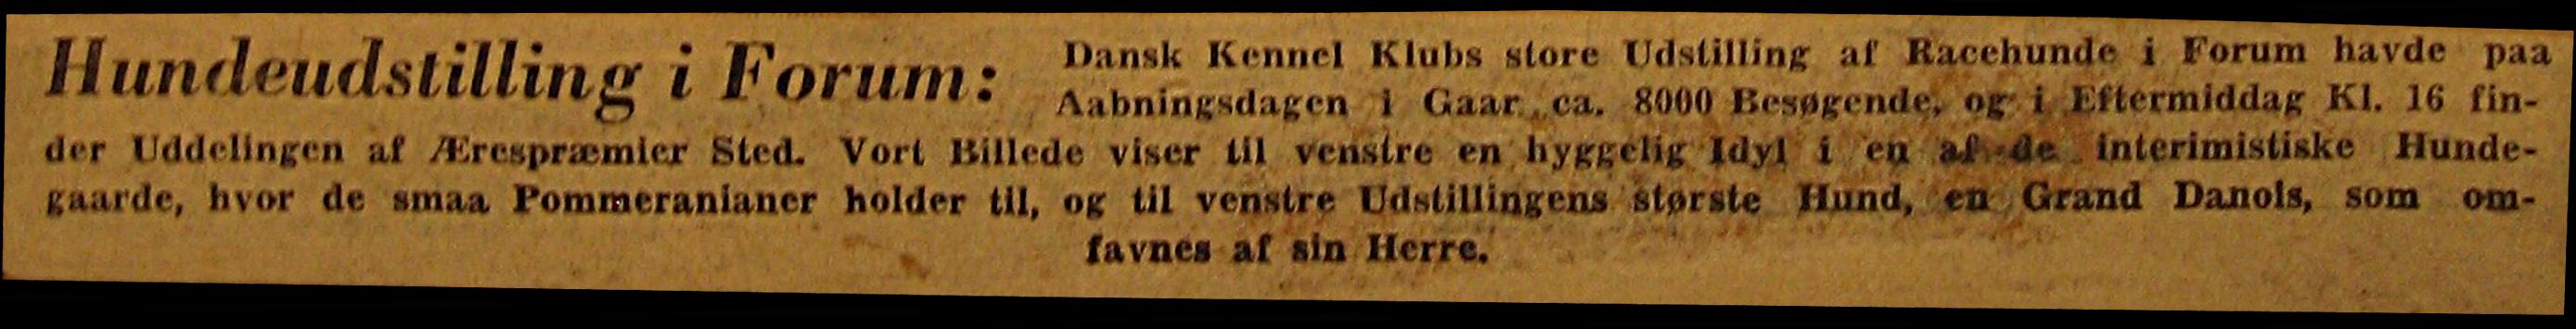 Hundeudstilling i Forum:
Dansk Kennel Klubs store Udstilling af Racehunde i Forum havde paa
Aabningsdagen i Gaar ca. 8000 Besøgende, og i Eftermiddag Kl. 16 fin-
der Uddelingen af Ærespræmier Sted. Vort Billede viser til venstre en hyggelig Idyl i en af de interimistiske Hunde-
gaarde, hvor de smaa Pommeranianer holder til, og til venstre Udstillingens største Hund, en Grand Danois, som om-
favnes af sin Herre.